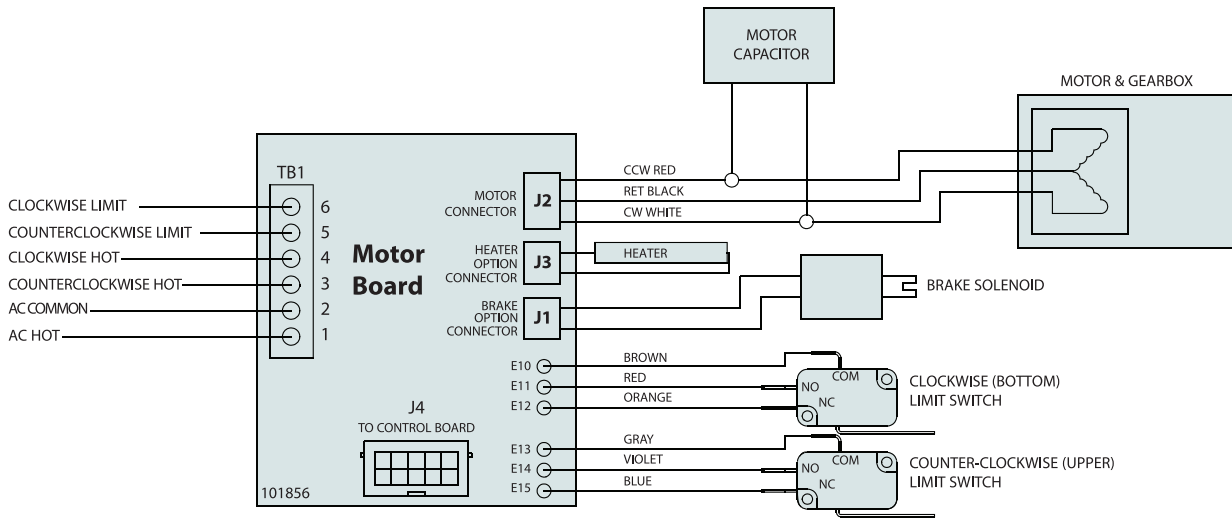 MOTOR
CAPACITOR
MOTOR & GEARBOX
TB1
CLOCKWISE LIMIT
6
COUNTERCLOCKWISE LIMIT
5
CLOCKWISE HOT
4
COUNTERCLOCKWISE HOT
3
AC COMMON
2
AC HOT
1
Motor
Board
MOTOR
CONNECTOR
J2
CCW RED
RET BLACK
CW WHITE
HEATER
OPTION
CONNECTOR
J3
HEATER
BRAKE
OPTION
CONNECTOR
J1
BRAKE SOLENOID
E10
BROWN
E11
RED
E12
ORANGE
COM
NO
NC
CLOCKWISE (BOTTOM)
LIMIT SWITCH
J4
TO CONTROL BOARD
E13
GRAY
E14
VIOLET
E15
BLUE
COM
NO
NC
COUNTER-CLOCKWISE (UPPER)
LIMIT SWITCH
101856